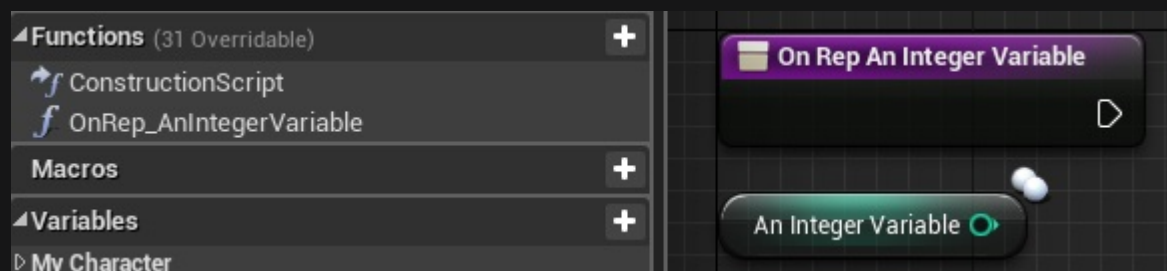 Functions (31 Overridable)
ConstructionScript
OnRep_AnIntegerVariable
Macros
Variables
My Character
On Rep An Integer Variable
An Integer Variable